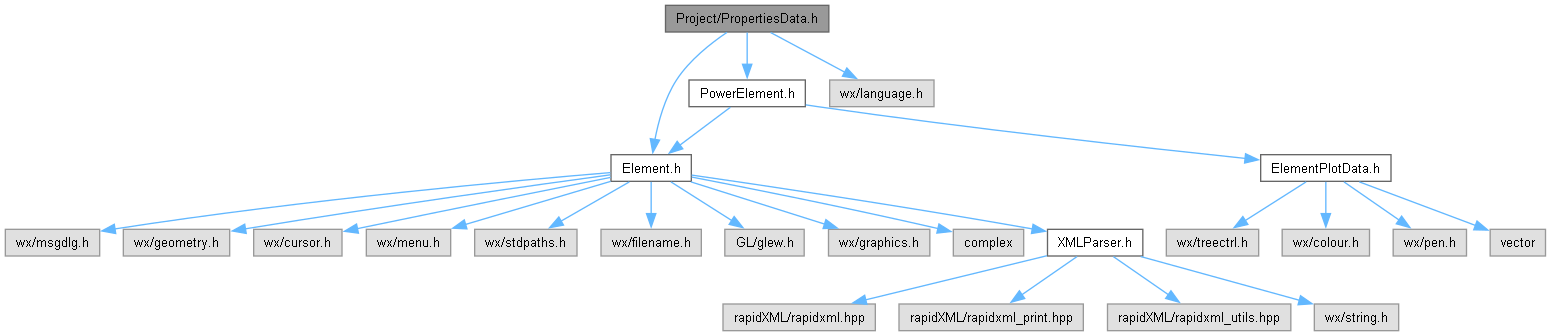 Project/PropertiesData.h
PowerElement.h
wx/language.h
Element.h
ElementPlotData.h
wx/msgdlg.h
wx/geometry.h
wx/cursor.h
wx/menu.h
wx/stdpaths.h
wx/filename.h
GL/glew.h
wx/graphics.h
complex
XMLParser.h
wx/treectrl.h
wx/colour.h
wx/pen.h
vector
rapidXML/rapidxml.hpp
rapidXML/rapidxml_print.hpp
rapidXML/rapidxml_utils.hpp
wx/string.h